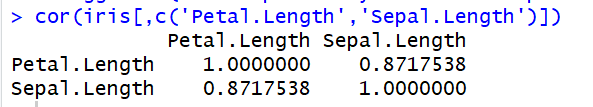 > cor(iris[,c('Petal.Length','Sepal.Length')])
             Petal.Length Sepal.Length
Petal.Length    1.0000000    0.8717538
Sepal.Length    0.8717538    1.0000000